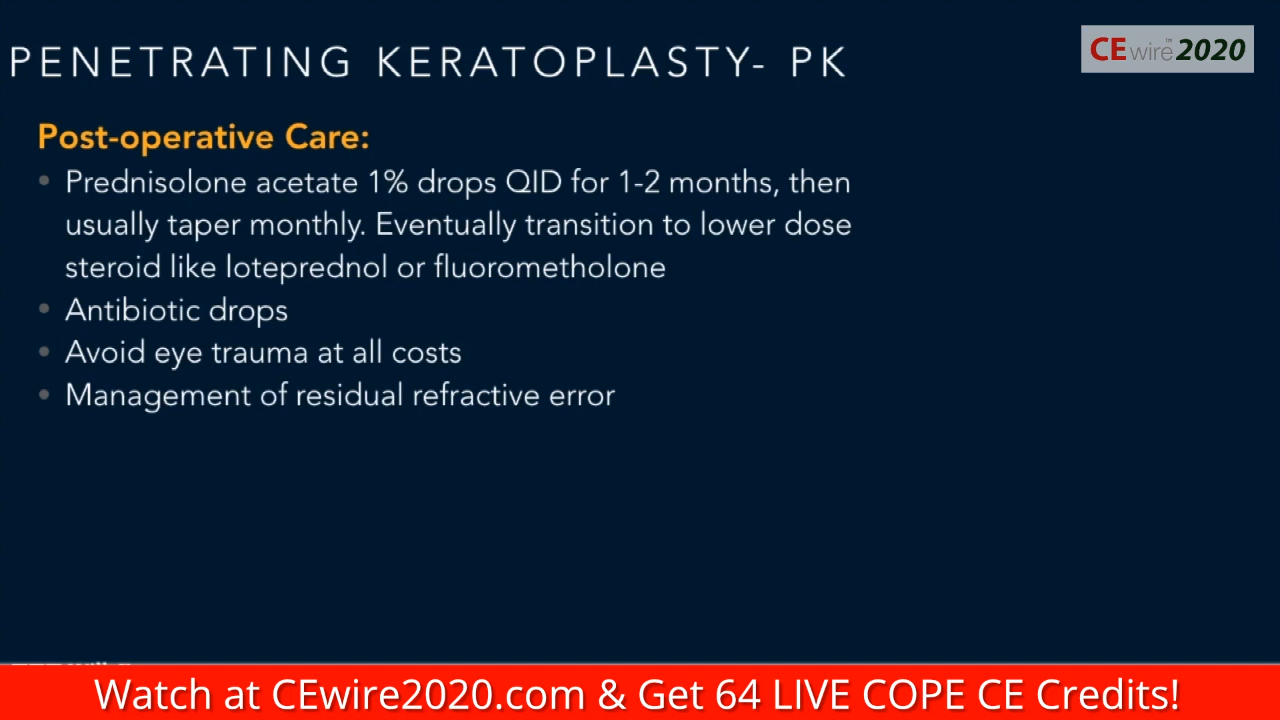 PENETRATING KERATOPLASTY- PK
CEwire™2020
Post-operative Care:
• Prednisolone acetate 1% drops QID for 1-2 months, then
usually taper monthly. Eventually transition to lower dose
steroid like loteprednol or fluorometholone
• Antibiotic drops
• Avoid eye trauma at all costs
• Management of residual refractive error
Watch at CEwire2020.com & Get 64 LIVE COPE CE Credits!